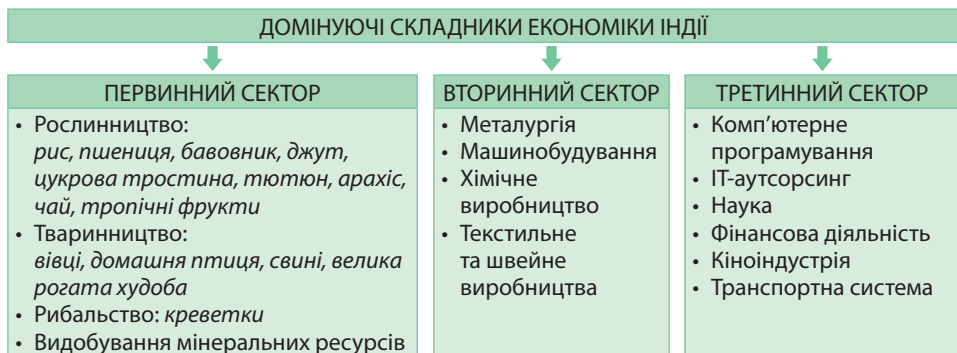 ДОМІНУЮЧІ СКЛАДНИКИ ЕКОНОМІКИ ІНДІЇ
ПЕРВИННИЙ СЕКТОР
• Рослинництво:
рис, пшениця, бавовник, джут,
цукрова тростина, тютюн, арахіс,
чай, тропічні фрукти
• Тваринництво:
вівці, домашня птиця, свині, велика
рогата худоба
• Рибальство: креветки
• Видобування мінеральних ресурсів
ВТОРИННИЙ СЕКТОР
• Металургія
• Машинобудування
• Хімічне
виробництво
• Текстильне
та швейне
виробництва
ТРЕТИННИЙ СЕКТОР
• Комп’ютерне
програмування
• ІТ-аутсорсинг
• Наука
• Фінансова діяльність
• Кіноіндустрія
• Транспортна система